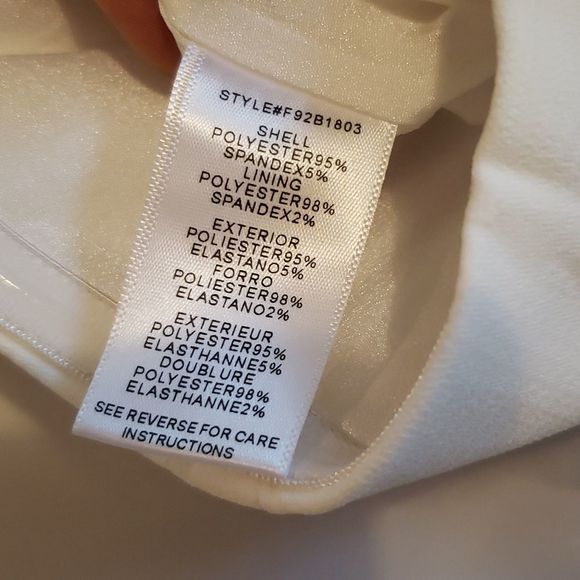 STYLE#F92B1803
SHELL
POLYESTER95%
SPANDEX5%
LINING
POLYESTER98%
SPANDEX2%
EXTERIOR
POLIESTER95%
ELASTANO5%
FORRO
POLIESTER98%
ELASTANO2%
EXTERIEUR
POLYESTER95%
ELASTHANNE5%
DOUBLURE
POLYESTER98%
ELASTHANNE2%
SEE REVERSE FOR CARE
INSTRUCTIONS